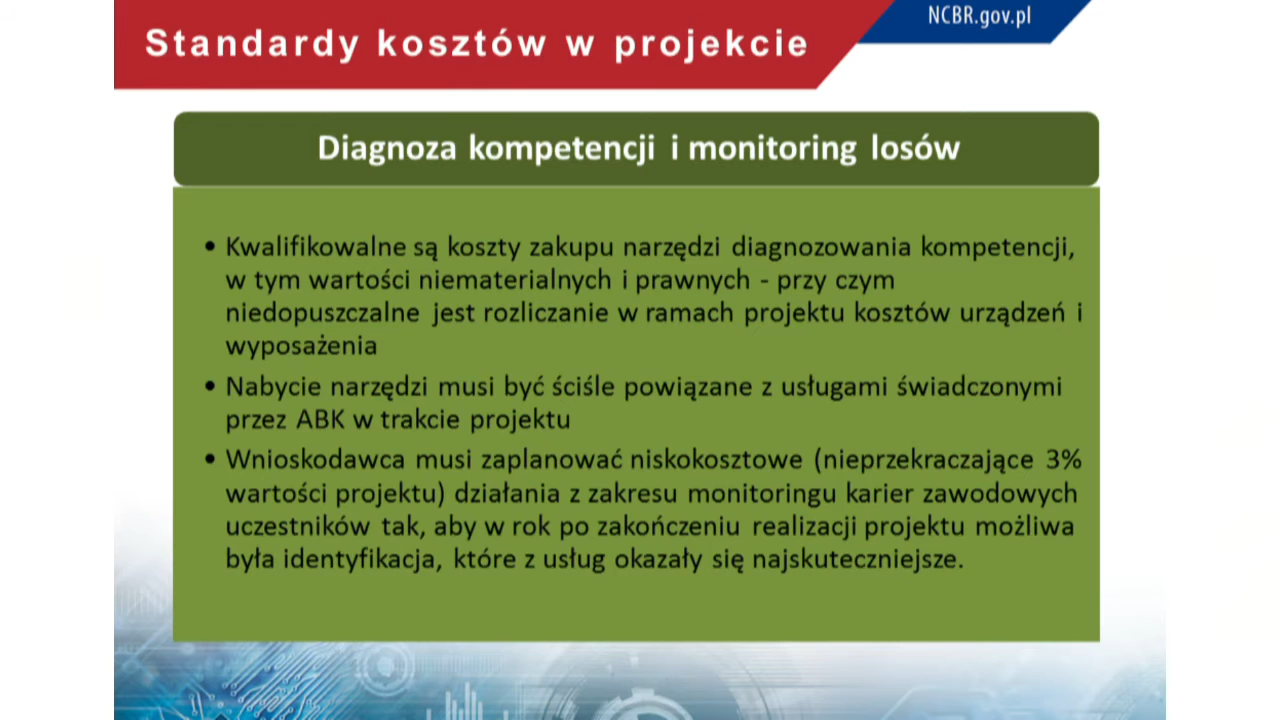 NCBR.gov.pl
Standardy kosztów w projekcie
Diagnoza kompetencji i monitoring losów
• Kwalifikowalne są koszty zakupu narzędzi diagnozowania kompetencji,
w tym wartości niematerialnych i prawnych - przy czym
niedopuszczalne jest rozliczanie w ramach projektu kosztów urządzeń i
wyposażenia
• Nabycie narzędzi musi być ściśle powiązane z usługami świadczonymi
przez ABK w trakcie projektu
• Wnioskodawca musi zaplanować niskokosztowe (nieprzekraczające 3%
wartości projektu) działania z zakresu monitoringu karier zawodowych
uczestników tak, aby w rok po zakończeniu realizacji projektu możliwa
była identyfikacja, które z usług okazały się najskuteczniejsze.